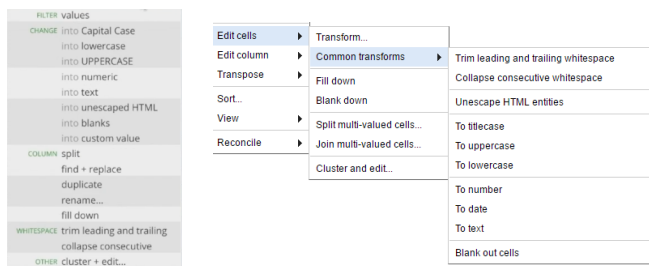 FILTER values
CHANGE into Capital Case
into lowercase
into UPPERCASE
into numeric
into text
into unescaped HTML
into blanks
into custom value
COLUMN split
find + replace
duplicate
rename...
fill down
WHITESPACE trim leading and trailing
collapse consecutive
OTHER cluster + edit...
Edit cells
Edit column
Transpose
Sort...
View
Reconcile
Transform...
Common transforms
Fill down
Blank down
Split multi-valued cells...
Join multi-valued cells...
Cluster and edit...
Trim leading and trailing whitespace
Collapse consecutive whitespace
Unescape HTML entities
To titlecase
To uppercase
To lowercase
To number
To date
To text
Blank out cells